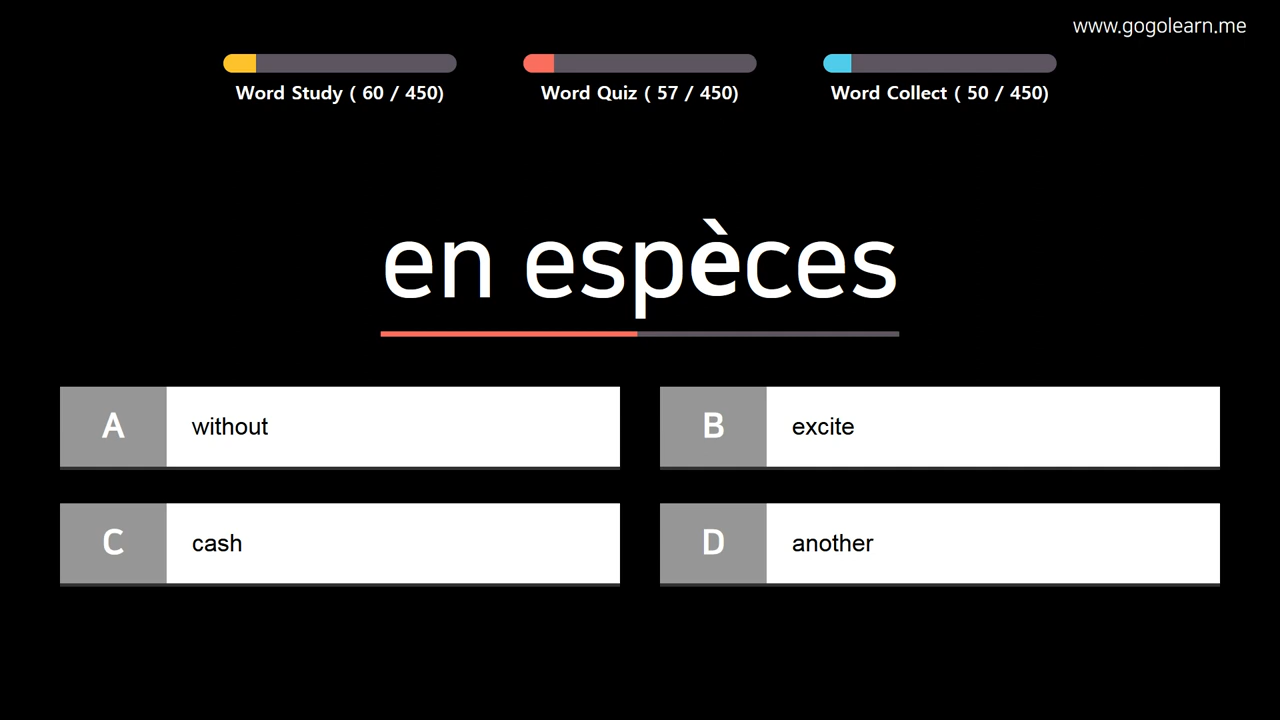 www.gogolearn.me
Word Study ( 60 / 450)
Word Quiz ( 57 / 450)
Word Collect ( 50 / 450)
en espèces
A without
B excite
C cash
D another